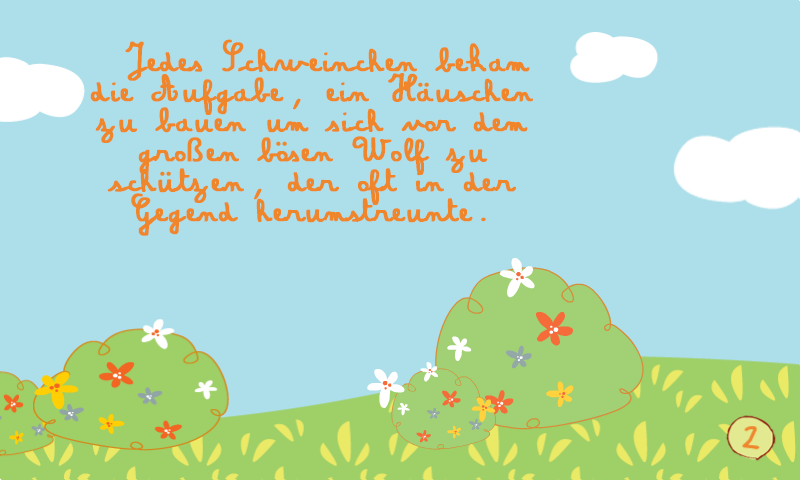 Jedes Schweinchen bekam
die Aufgabe, ein Häuschen
zu bauen um sich vor dem
großen bösen Wolf zu
schützen, der oft in der
Gegend herumstreunte.
2